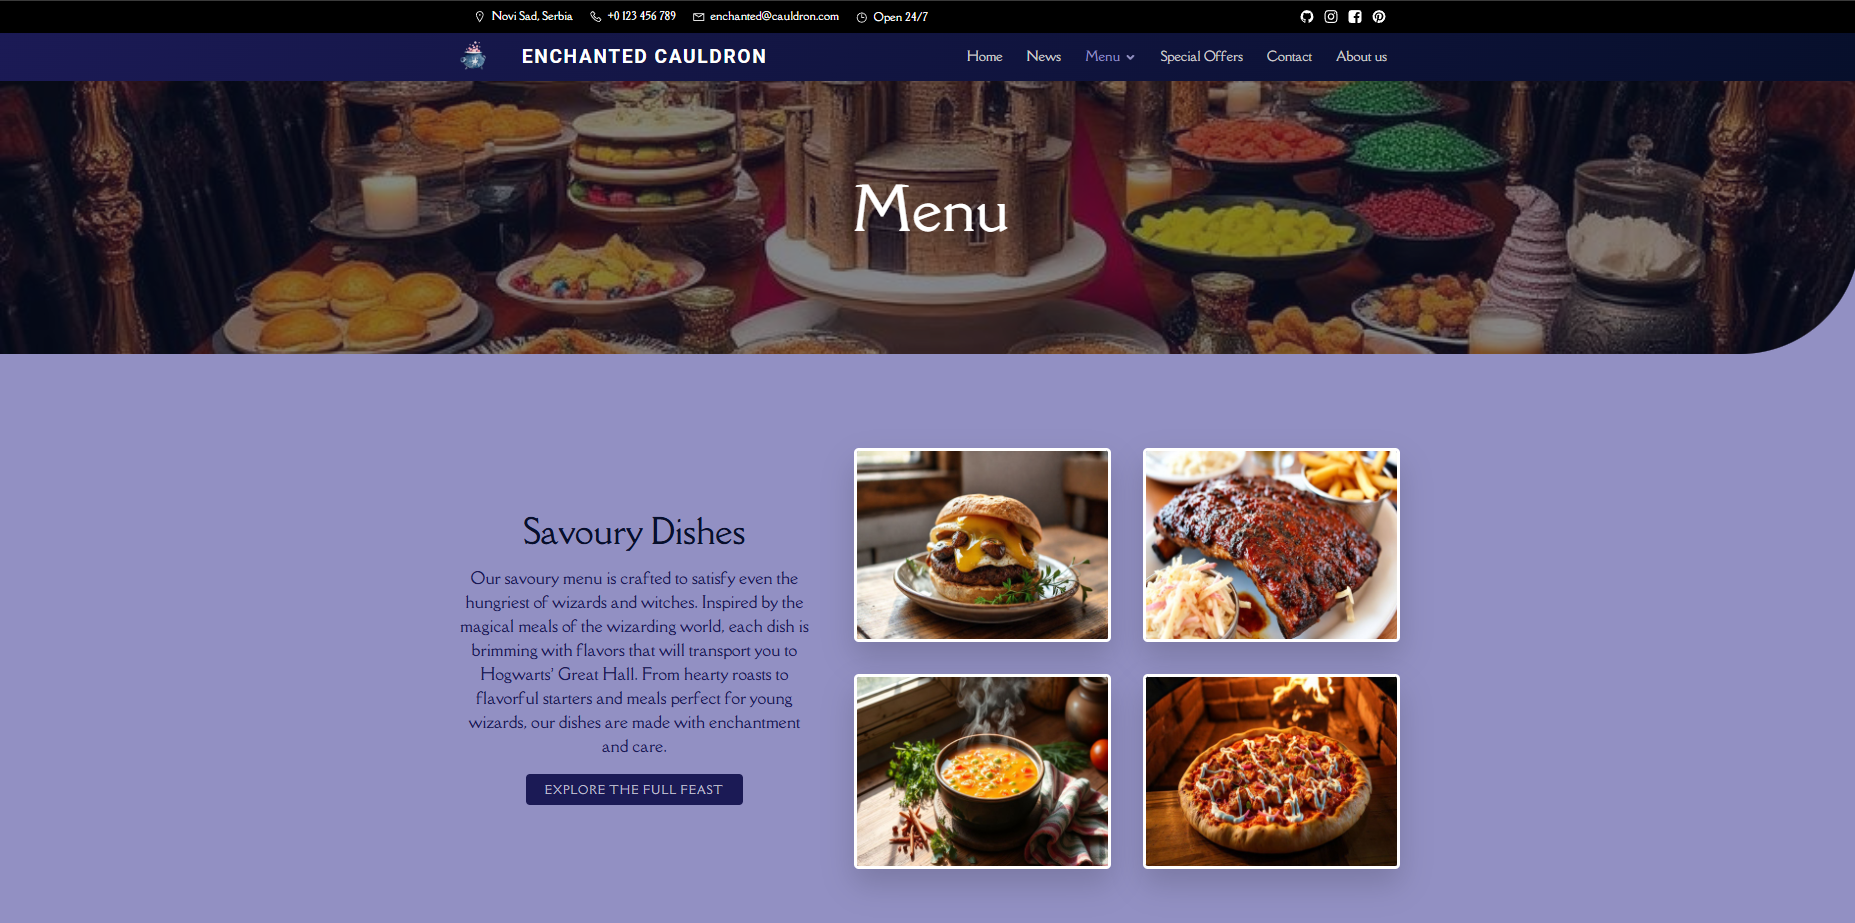 Novi Sad, Serbia +0 123 456 789 enchanted@cauldron.com Open 24/7
ENCHANTED CAULDRON Home News Menu Special Offers Contact About us
Menu
Savoury Dishes
Our savoury menu is crafted to satisfy even the
hungriest of wizards and witches. Inspired by the
magical meals of the wizarding world, each dish is
brimming with flavors that will transport you to
Hogwarts' Great Hall. From hearty roasts to
flavorful starters and meals perfect for young
wizards, our dishes are made with enchantment
and care.
EXPLORE THE FULL FEAST